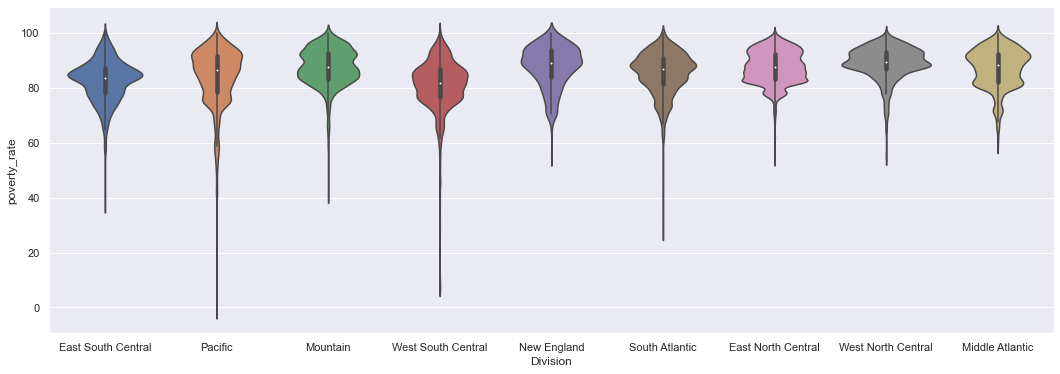 100
80
60
40
20
0
poverty_rate
East South Central Pacific Mountain West South Central New England South Atlantic East North Central West North Central Middle Atlantic
Division